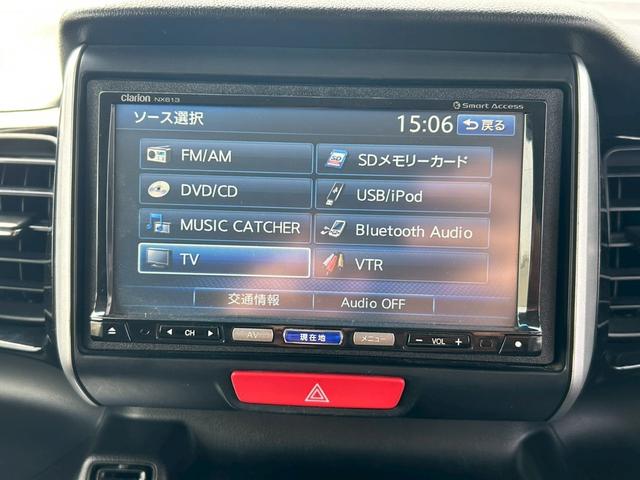 clarion NX613
Smart Access
ソース選択
15:06
戻る
FM/AM
SDメモリーカード
SD
DVD/CD
USB/iPod
MUSIC CATCHER
Bluetooth Audio
TV
VTR
交通情報
Audio OFF
CH
AV
現在地
メニュー
− VOL +